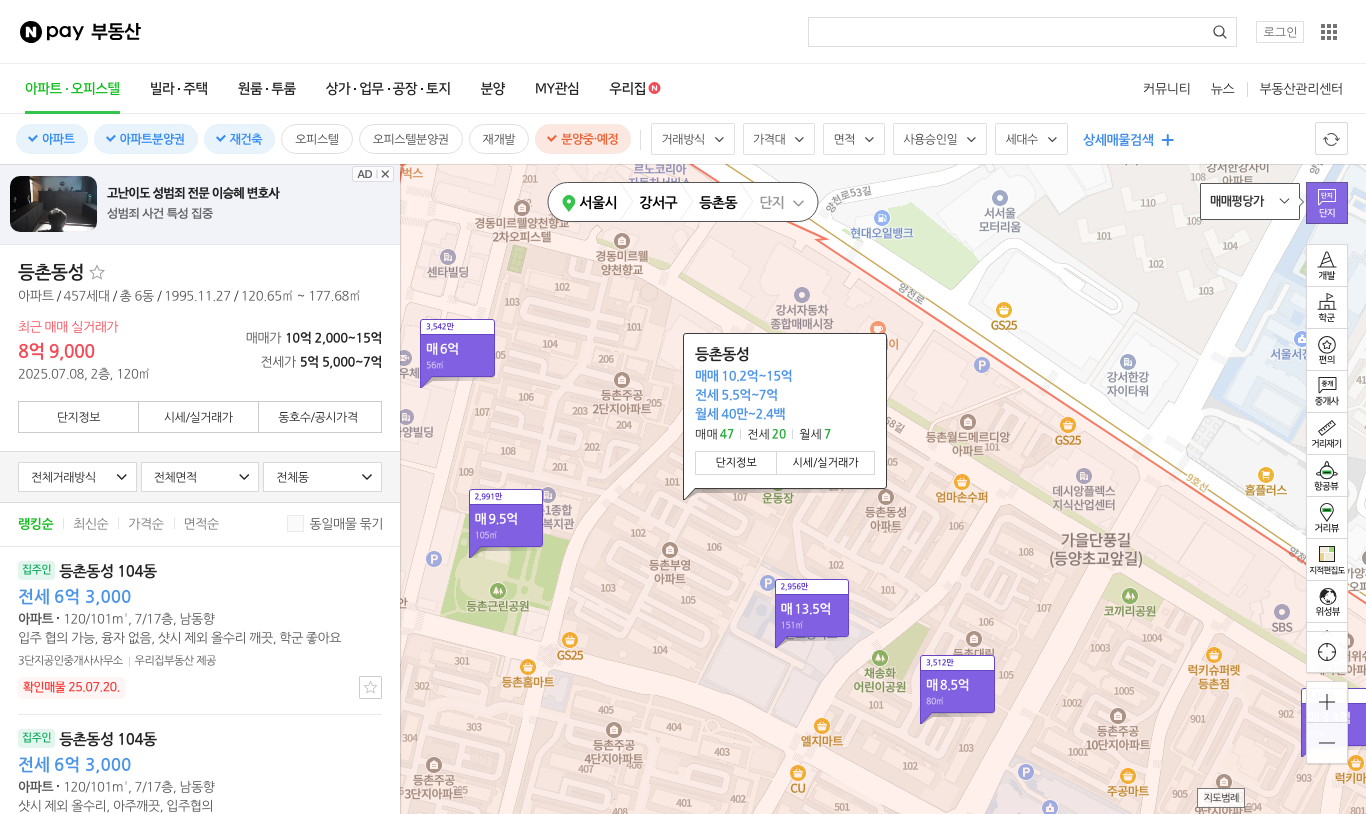 N pay 부동산
로그인
아파트·오피스텔
빌라·주택
원룸·투룸
상가·업무·공장·토지
분양
MY관심
우리집 N
커뮤니티
뉴스
부동산관리센터
아파트
아파트분양권
재건축
오피스텔
오피스텔분양권
재개발
분양중·예정
거래방식
가격대
면적
사용승인일
세대수
상세매물검색 +
고난이도 성범죄 전문 이승혜 변호사
성범죄 사건 특성 집중
AD
등촌동성
아파트 / 457세대 / 총 6동 / 1995.11.27 / 120.65㎡ ~ 177.68㎡
최근 매매 실거래가
8억 9,000
2025.07.08, 2층, 120㎡
매매가 10억 2,000~15억
전세가 5억 5,000~7억
단지정보
시세/실거래가
동호수/공시가격
전체거래방식
전체면적
전체동
랭킹순
최신순
가격순
면적순
동일매물 묶기
집주인 등촌동성 104동
전세 6억 3,000
아파트 · 120/101㎡, 7/17층, 남동향
입주 협의 가능, 융자 없음, 샷시 제외 올수리 깨끗, 학군 좋아요
3단지공인중개사사무소 | 우리집부동산 제공
확인매물 25.07.20.
집주인 등촌동성 104동
전세 6억 3,000
아파트 · 120/101㎡, 7/17층, 남동향
샷시 제외 올수리, 아주깨끗, 입주협의
서울시
강서구
등촌동
단지
매매평당가
단지
단지
개발
학군
편의
중개
중개사
거리재기
항공뷰
거리뷰
지적편집도
위성뷰
지도범례
벅스
르노코리아
자동차서비스
경동미르웰양천향교
2차오피스텔
경동미르웰
양천향교
센타빌딩
양천로53길
현대오일뱅크
서서울
모터리움
강서한강자이
아파트
양천로
강서자동차
종합매매시장
GS25
서울서진
강서한강
자이타워
3,542만
매 6억
56㎡
등촌주공
2단지아파트
등촌동성
매매 10.2억~15억
전세 5.5억~7억
월세 40만~2.4백
매매 47 | 전세 20 | 월세 7
단지정보
시세/실거래가
운동장
등촌월드메르디앙
아파트
GS25
엄마손수퍼
등촌동성
아파트
데시앙플렉스
지식산업센터
9호선
홈플러스
가을단풍길
(등양초교앞길)
2,991만
매 9.5억
105㎡
등촌부영
아파트
등촌근린공원
2,956만
매 13.5억
151㎡
GS25
등촌홈마트
채송화
어린이공원
3,512만
매 8.5억
80㎡
코끼리공원
SBS
럭키슈퍼렛
등촌점
등촌주공
4단지아파트
등촌주공
3단지아파트
엘지마트
CU
등촌주공
10단지아파트
주공마트
럭키마